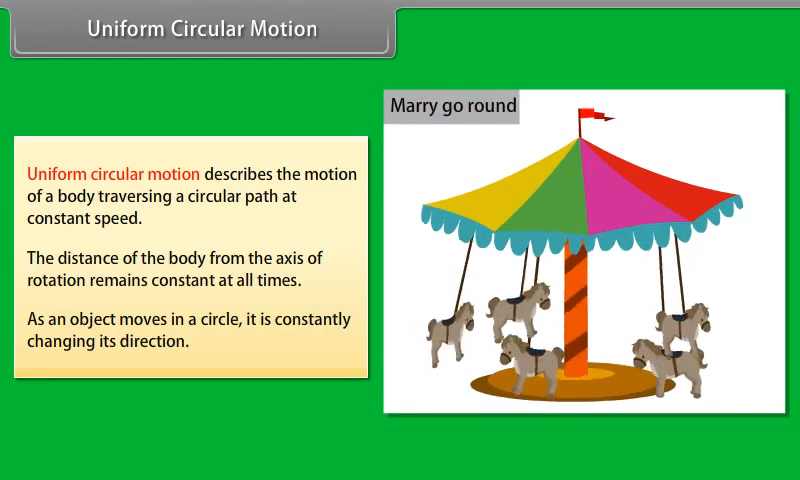 Uniform Circular Motion
Marry go round
Uniform circular motion describes the motion
of a body traversing a circular path at
constant speed.
The distance of the body from the axis of
rotation remains constant at all times.
As an object moves in a circle, it is constantly
changing its direction.